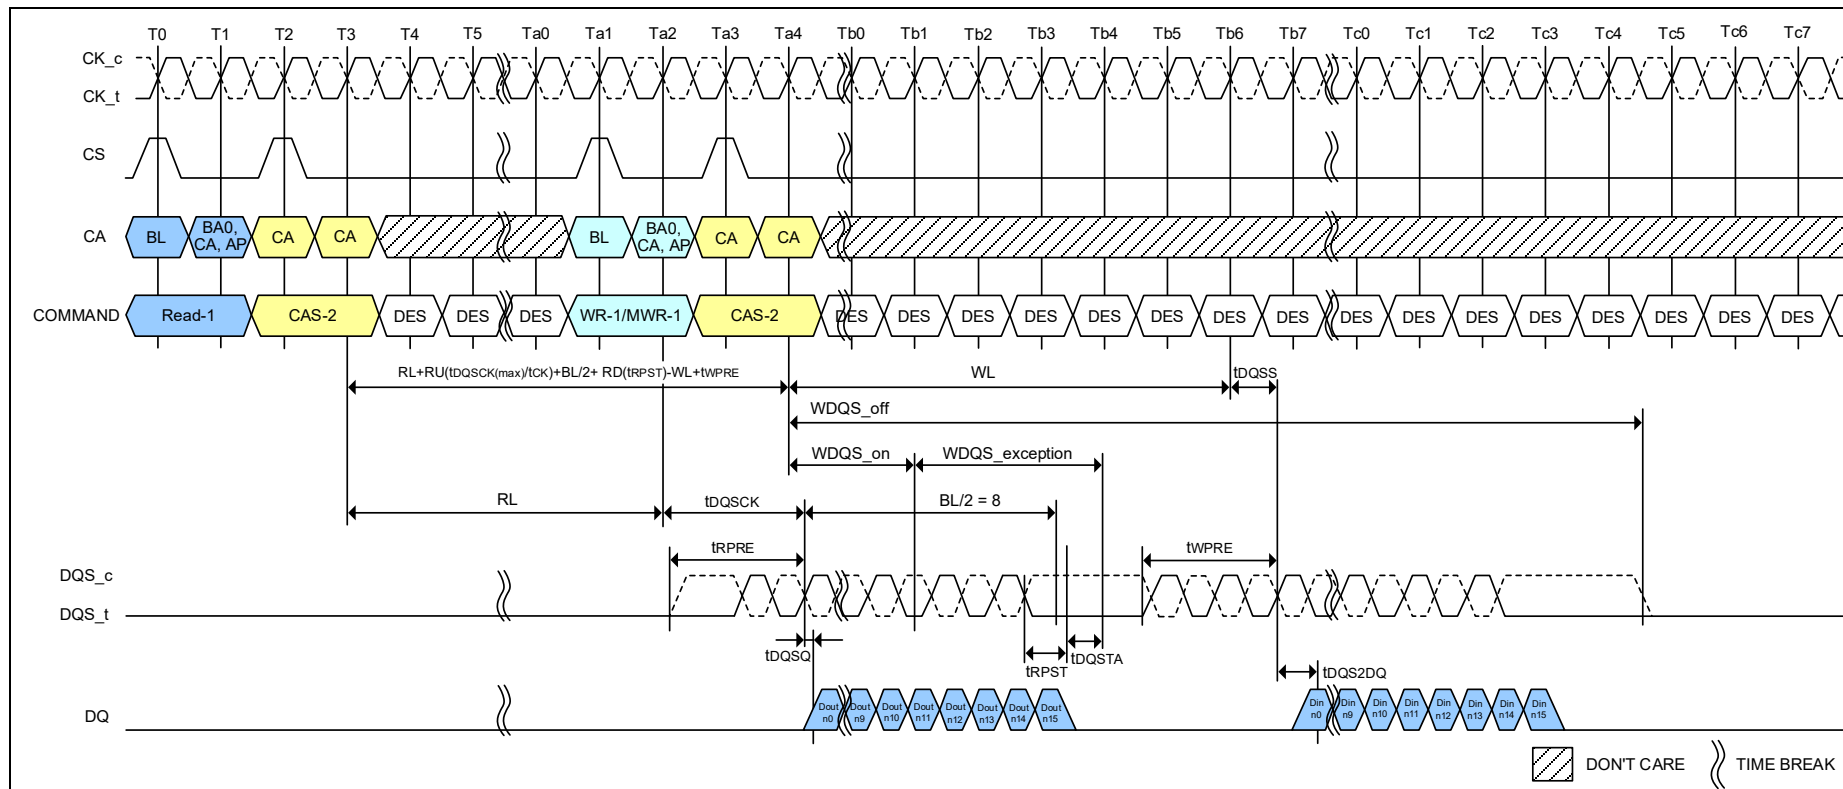 T0 T1 T2 T3 T4 T5 Ta0 Ta1 Ta2 Ta3 Ta4 Tb0 Tb1 Tb2 Tb3 Tb4 Tb5 Tb6 Tb7 Tc0 Tc1 Tc2 Tc3 Tc4 Tc5 Tc6 Tc7
CK_c
CK_t
CS
CA BL BA0, CA, AP CA CA BL BA0, CA, AP CA CA
COMMAND Read-1 CAS-2 DES DES DES WR-1/MWR-1 CAS-2 DES DES DES DES DES DES DES DES DES DES DES DES DES DES DES DES
RL+RU(tDQSCK(max)/tCK)+BL/2+ RD(tRPST)-WL+tWPRE WL tDQSS
WDQS_off
WDQS_on WDQS_exception
RL tDQSCK BL/2 = 8
tRPRE tWPRE
DQS_c
DQS_t
tDQSQ tRPST tDQSTA tDQS2DQ
DQ Dout n0 Dout n9 Dout n10 Dout n11 Dout n12 Dout n13 Dout n14 Dout n15 Din n0 Din n9 Din n10 Din n11 Din n12 Din n13 Din n14 Din n15
DON'T CARE TIME BREAK